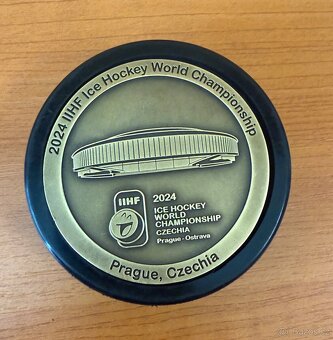 2024 IIHF Ice Hockey World Championship
IIHF
2024
ICE HOCKEY
WORLD
CHAMPIONSHIP
CZECHIA
Prague - Ostrava
Prague, Czechia